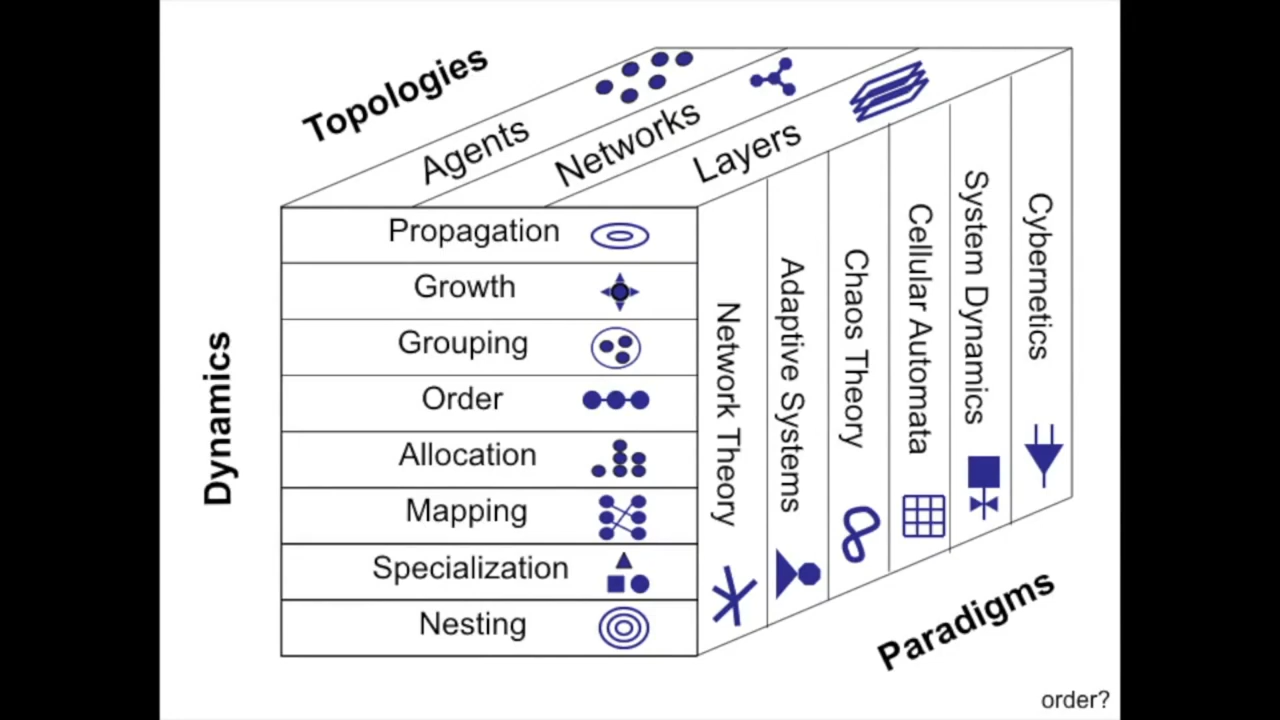 Topologies
Agents
Networks
Layers
Dynamics
Propagation
Growth
Grouping
Order
Allocation
Mapping
Specialization
Nesting
Network Theory
Adaptive Systems
Chaos Theory
Cellular Automata
System Dynamics
Cybernetics
Paradigms
order?